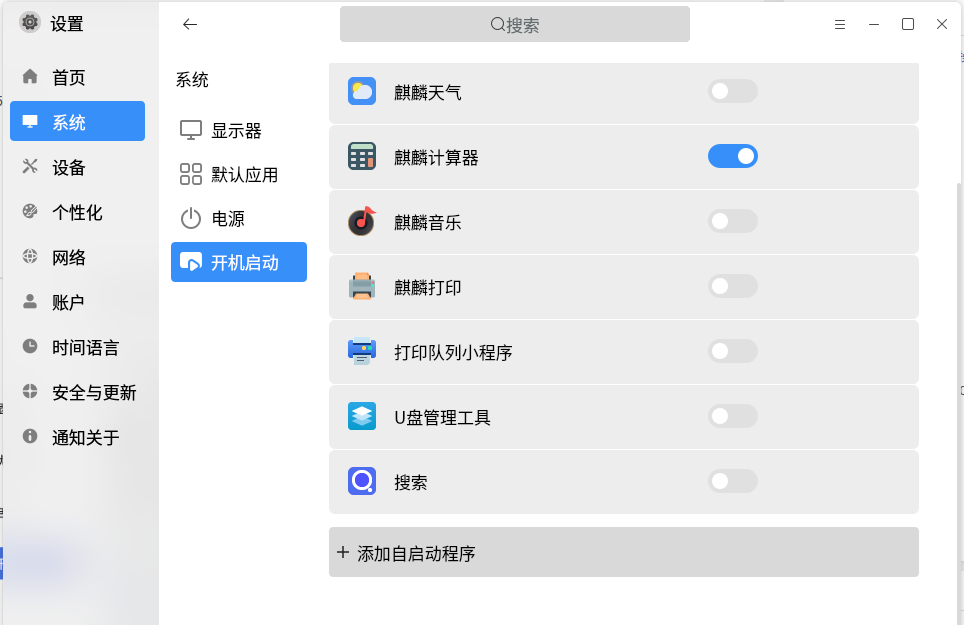 设置
搜索
首页
系统
设备
个性化
网络
账户
时间语言
安全与更新
通知关于
系统
显示器
默认应用
电源
开机启动
麒麟天气
麒麟计算器
麒麟音乐
麒麟打印
打印队列小程序
U盘管理工具
搜索
+ 添加自启动程序